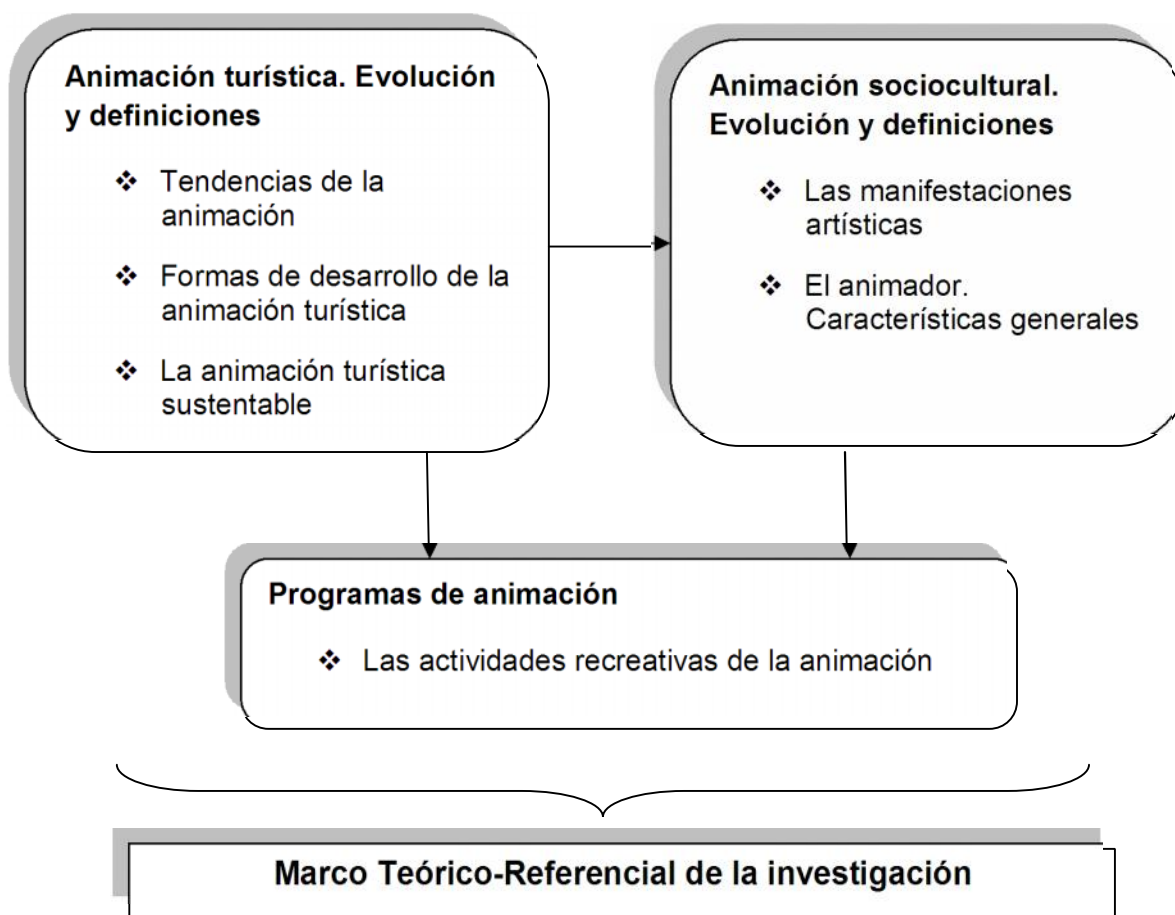 Animación turística. Evolución
y definiciones
❖ Tendencias de la
animación
❖ Formas de desarrollo de la
animación turística
❖ La animación turística
sustentable
Animación sociocultural.
Evolución y definiciones
❖ Las manifestaciones
artísticas
❖ El animador.
Características generales
Programas de animación
❖ Las actividades recreativas de la animación
Marco Teórico-Referencial de la investigación